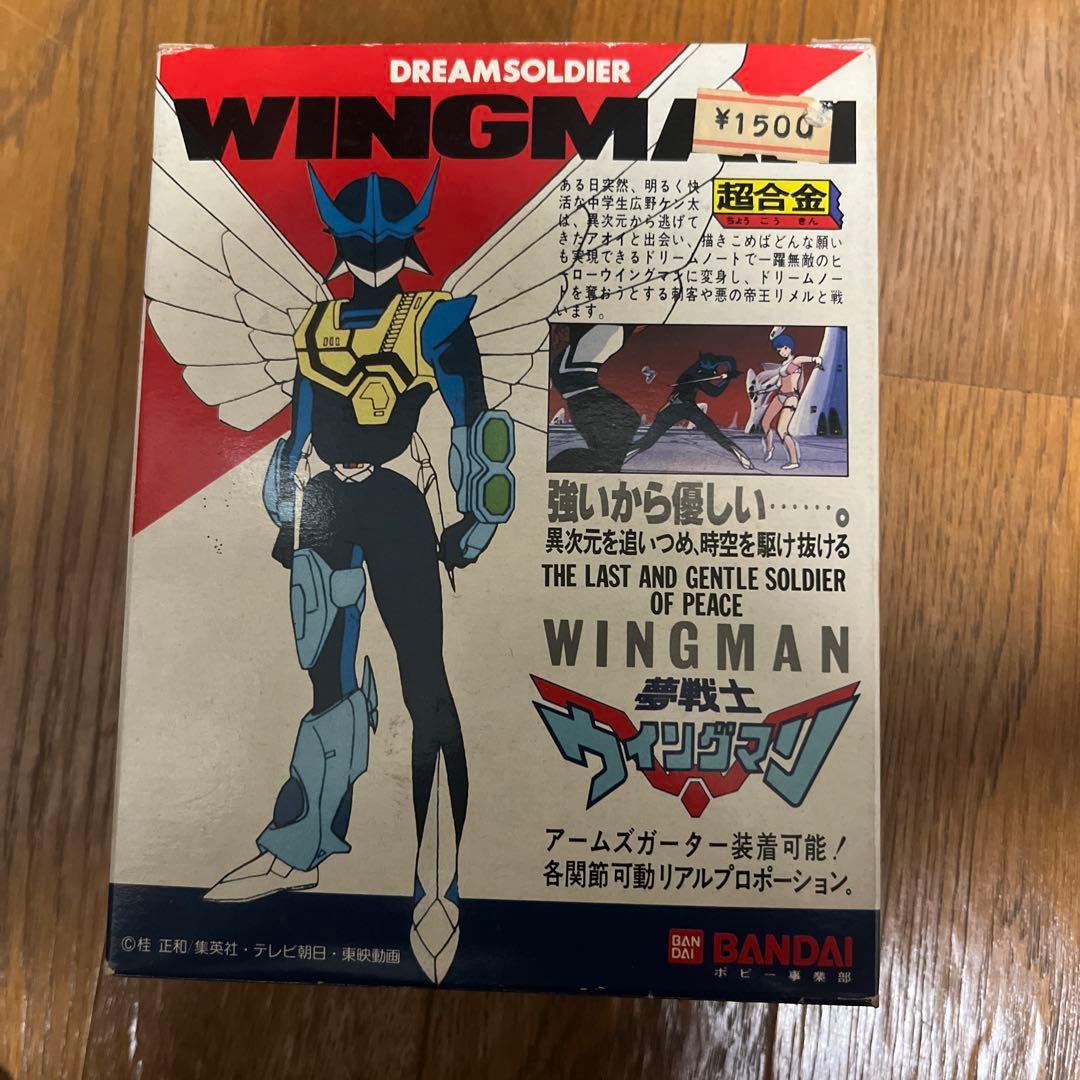 DREAMSOLDIER
WINGMAN
¥1500
ある日突然、明るく快
活な中学生広野ケン太
は、異次元から逃げて
きたアオイと出会い、描きこめばどんな願い
も実現できるドリームノートで一躍無敵のヒ
ーローウイングマンに変身し、ドリームノー
トを奪おうとする刺客や悪の帝王リメルと戦
います。
超合金
ちょうこうきん
強いから優しい……。
異次元を追いつめ、時空を駆け抜ける
THE LAST AND GENTLE SOLDIER
OF PEACE
WINGMAN
夢戦士
ウイングマン
アームズガーター装着可能!
各関節可動リアルプロポーション。
©桂 正和/集英社・テレビ朝日・東映動画
BAN
DAI
BANDAI
ポピー事業部